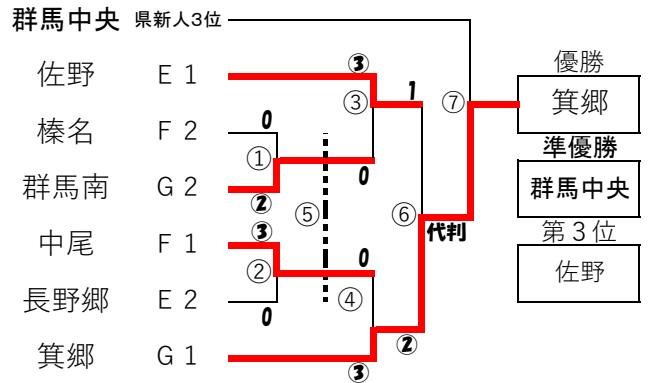 群馬中央 県新人3位
佐野 E 1 ③
1
③
⑦
優勝
箕郷
榛名 F 2 0
①
準優勝
群馬中央
群馬南 G 2 ②
0
⑤
⑥
代判
第３位
佐野
中尾 F 1 ③
0
②
④
長野郷 E 2 0
②
箕郷 G 1 ③